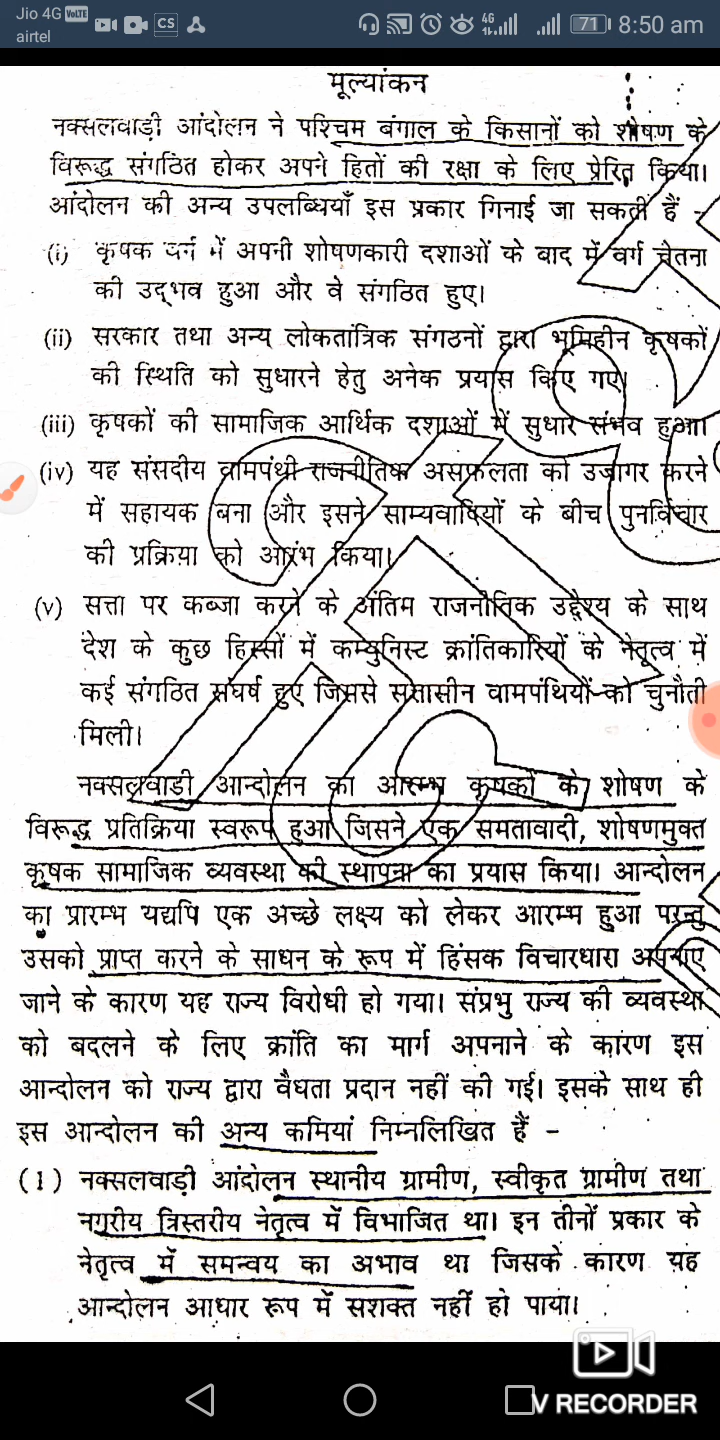 Jio 4G VoLTE
airtel
CS
4G
71
8:50 am
मूल्यांकन
नक्सलवाड़ी आंदोलन ने पश्चिम बंगाल के किसानों को शोषण के
विरूद्ध संगठित होकर अपने हितों की रक्षा के लिए प्रेरित किया।
आंदोलन की अन्य उपलब्धियाँ इस प्रकार गिनाई जा सकती हैं -
(i) कृषक वर्ग में अपनी शोषणकारी दशाओं के बाद में वर्ग चेतना
की उद्भव हुआ और वे संगठित हुए।
(ii) सरकार तथा अन्य लोकतांत्रिक संगठनों द्वारा भूमिहीन कृषकों
की स्थिति को सुधारने हेतु अनेक प्रयास किए गए।
(iii) कृषकों की सामाजिक आर्थिक दशाओं में सुधार संभव हुआ।
(iv) यह संसदीय वामपंथी राजनीतिक असफलता को उजागर करने
में सहायक बना और इसने साम्यवादियों के बीच पुनर्विचार
की प्रक्रिया को आरंभ किया।
(v) सत्ता पर कब्जा करने के अंतिम राजनीतिक उद्देश्य के साथ
देश के कुछ हिस्सों में कम्युनिस्ट क्रांतिकारियों के नेतृत्व में
कई संगठित संघर्ष हुए जिससे सत्तासीन वामपंथियों को चुनौती
मिली।
नक्सलवाडी आन्दोलन का आरम्भ कृषकों के शोषण के
विरूद्ध प्रतिक्रिया स्वरूप हुआ जिसने एक समतावादी, शोषणमुक्त
कृषक सामाजिक व्यवस्था की स्थापना का प्रयास किया। आन्दोलन
का प्रारम्भ यद्यपि एक अच्छे लक्ष्य को लेकर आरम्भ हुआ परन्तु
उसको प्राप्त करने के साधन के रूप में हिंसक विचारधारा अपनाए
जाने के कारण यह राज्य विरोधी हो गया। संप्रभु राज्य की व्यवस्था
को बदलने के लिए क्रांति का मार्ग अपनाने के कारण इस
आन्दोलन को राज्य द्वारा वैधता प्रदान नहीं की गई। इसके साथ ही
इस आन्दोलन की अन्य कमियां निम्नलिखित हैं -
(1) नक्सलवाड़ी आंदोलन स्थानीय ग्रामीण, स्वीकृत ग्रामीण तथा
नगरीय त्रिस्तरीय नेतृत्व में विभाजित था। इन तीनों प्रकार के
नेतृत्व में समन्वय का अभाव था जिसके कारण यह
आन्दोलन आधार रूप में सशक्त नहीं हो पाया।
V RECORDER